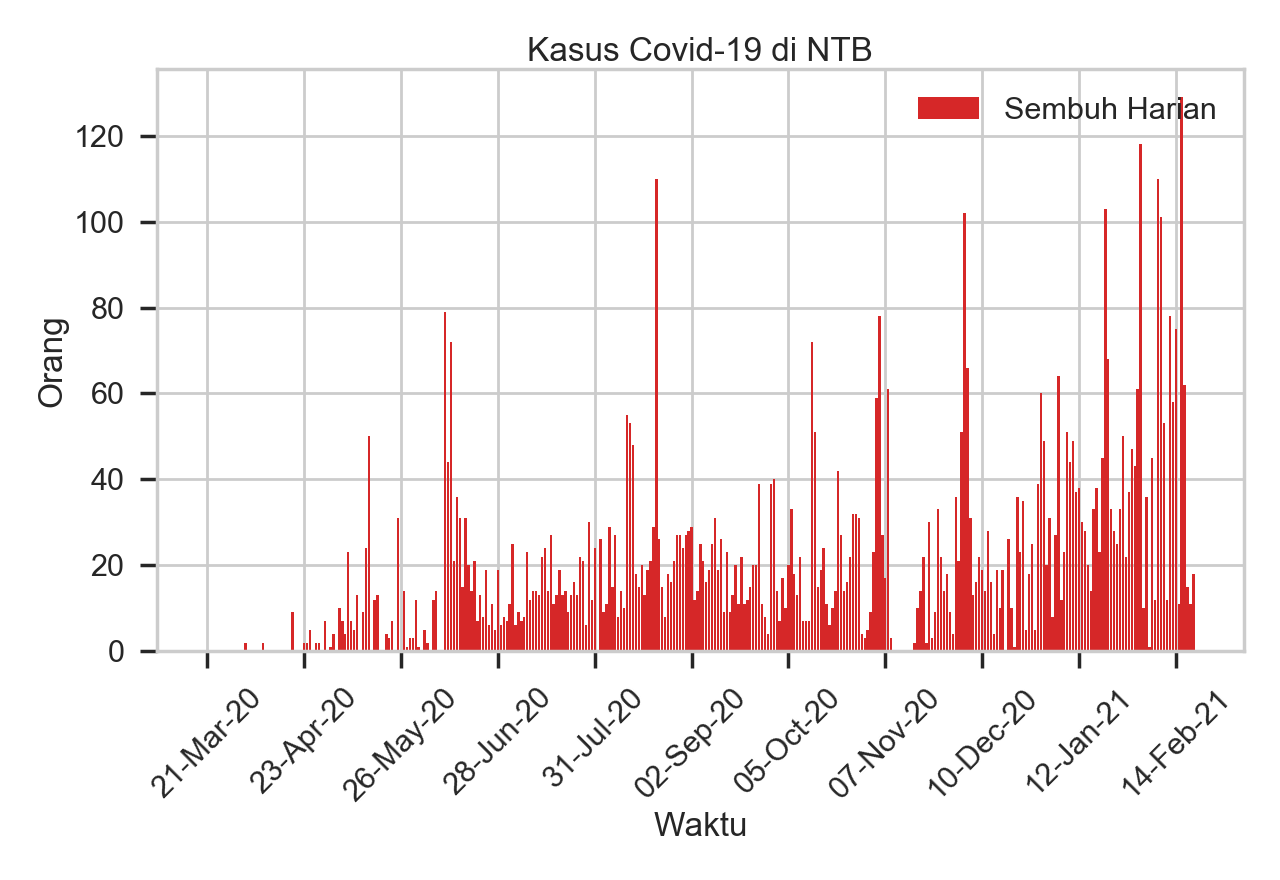 Kasus Covid-19 di NTB
Sembuh Harian
Orang
120
100
80
60
40
20
0
21-Mar-20
23-Apr-20
26-May-20
28-Jun-20
31-Jul-20
02-Sep-20
05-Oct-20
07-Nov-20
10-Dec-20
12-Jan-21
14-Feb-21
Waktu